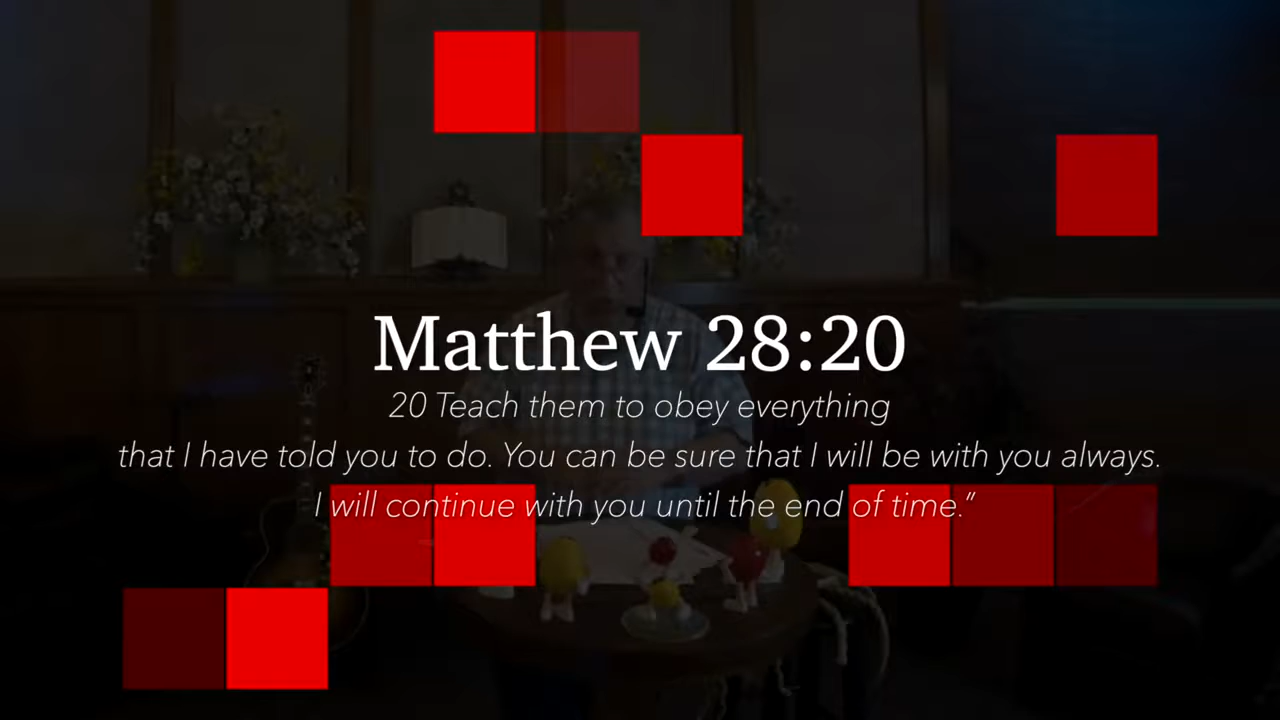 Matthew 28:20
20 Teach them to obey everything
that I have told you to do. You can be sure that I will be with you always.
I will continue with you until the end of time.”